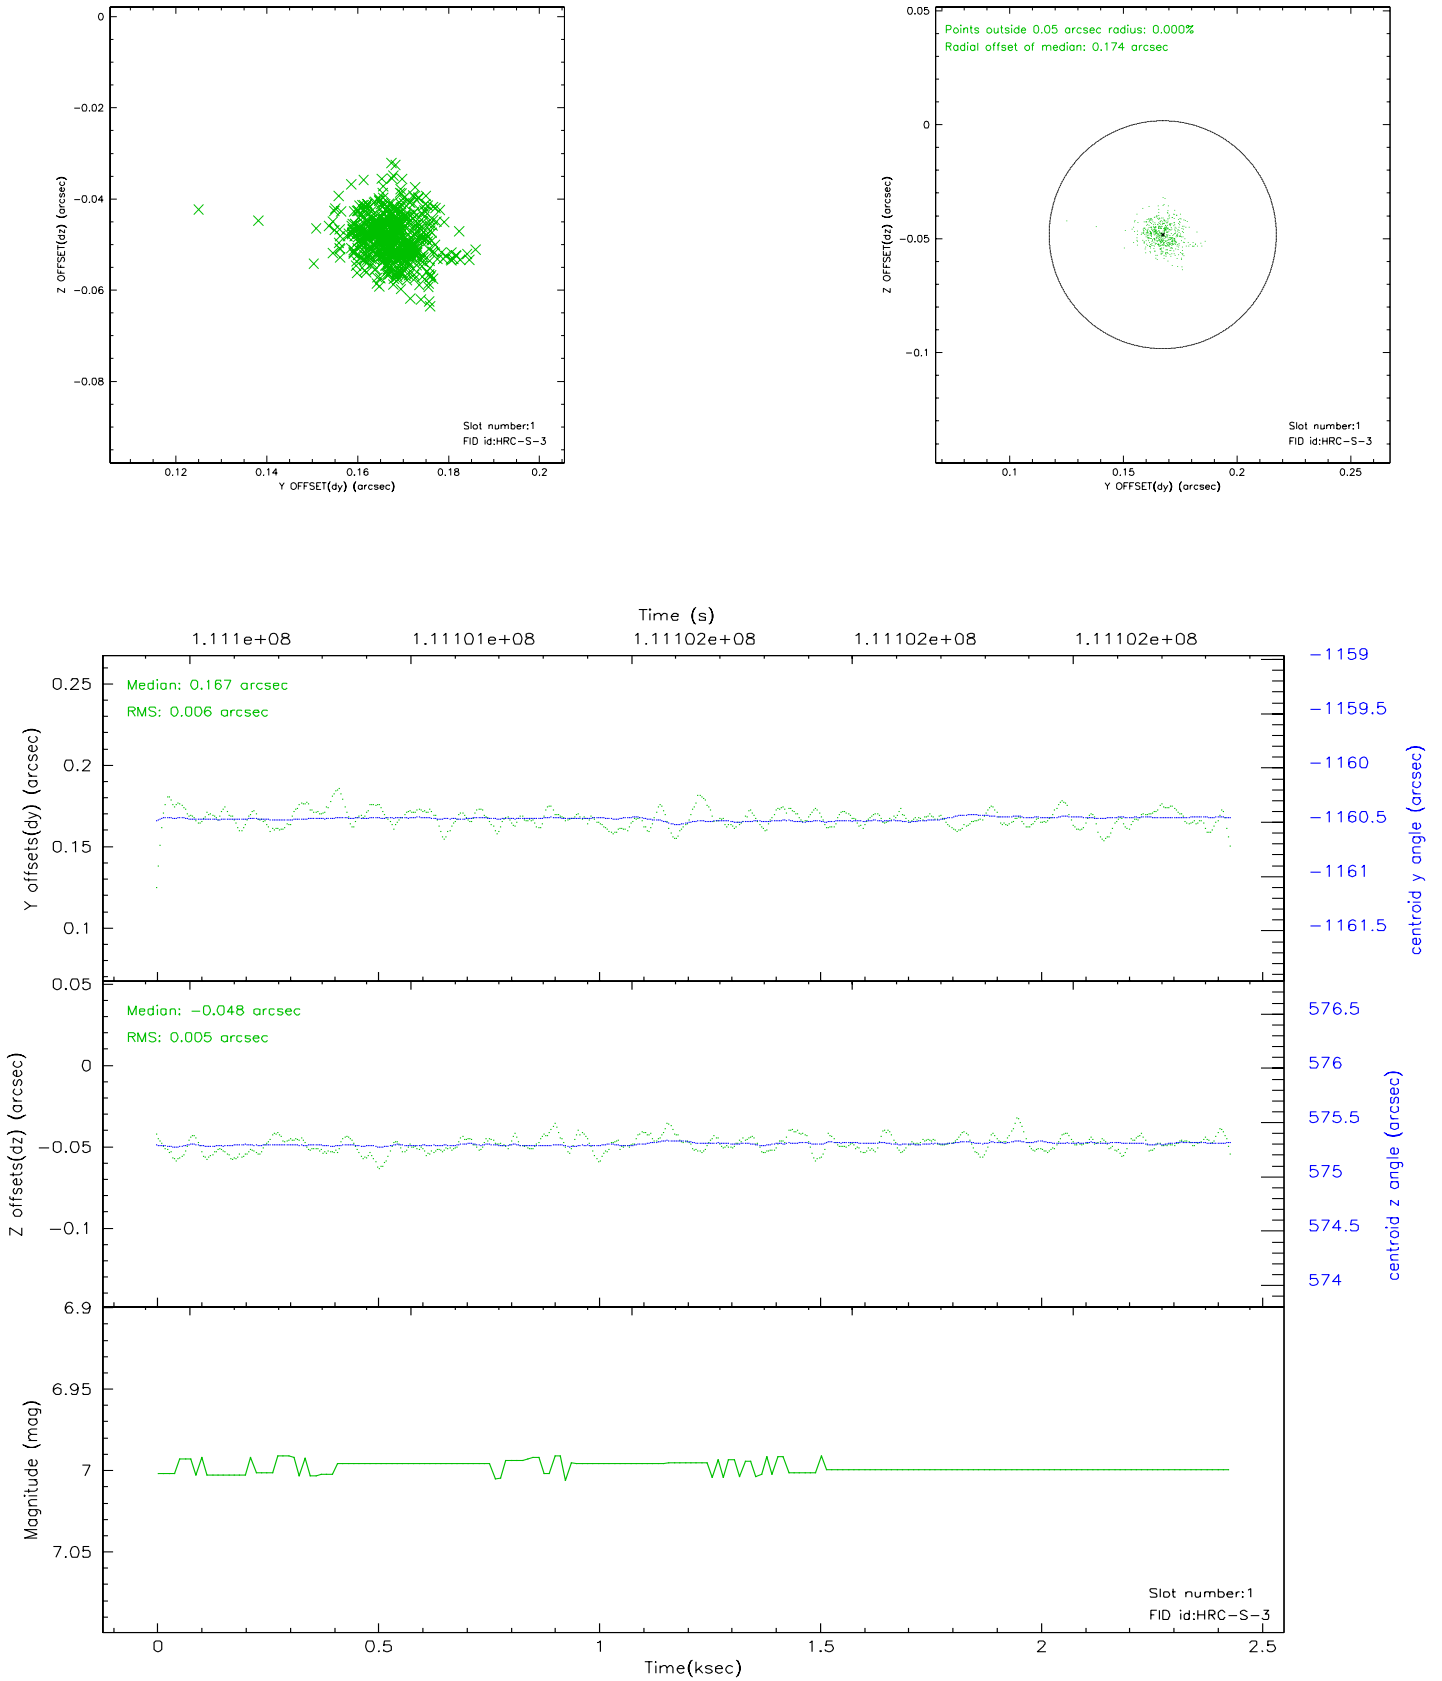 0
−0.02
−0.04
−0.06
−0.08
Z OFFSET(dz) (arcsec)
0.12 0.14 0.16 0.18 0.2
Y OFFSET(dy) (arcsec)
Slot number:1
FID id:HRC−S−3
0.05
0
−0.05
−0.1
Z OFFSET(dz) (arcsec)
Points outside 0.05 arcsec radius: 0.000%
Radial offset of median: 0.174 arcsec
Slot number:1
FID id:HRC−S−3
0.1 0.15 0.2 0.25
Y OFFSET(dy) (arcsec)
Time (s)
1.111e+08 1.11101e+08 1.11102e+08 1.11102e+08 1.11102e+08
0.25
0.2
0.15
0.1
Y offsets(dy) (arcsec)
Median: 0.167 arcsec
RMS: 0.006 arcsec
−1159
−1159.5
−1160
−1160.5
−1161
−1161.5
centroid y angle (arcsec)
0.05
0
−0.05
−0.1
Z offsets(dz) (arcsec)
Median: −0.048 arcsec
RMS: 0.005 arcsec
576.5
576
575.5
575
574.5
574
centroid z angle (arcsec)
6.9
6.95
7
7.05
Magnitude (mag)
Slot number:1
FID id:HRC−S−3
0 0.5 1 1.5 2 2.5
Time(ksec)